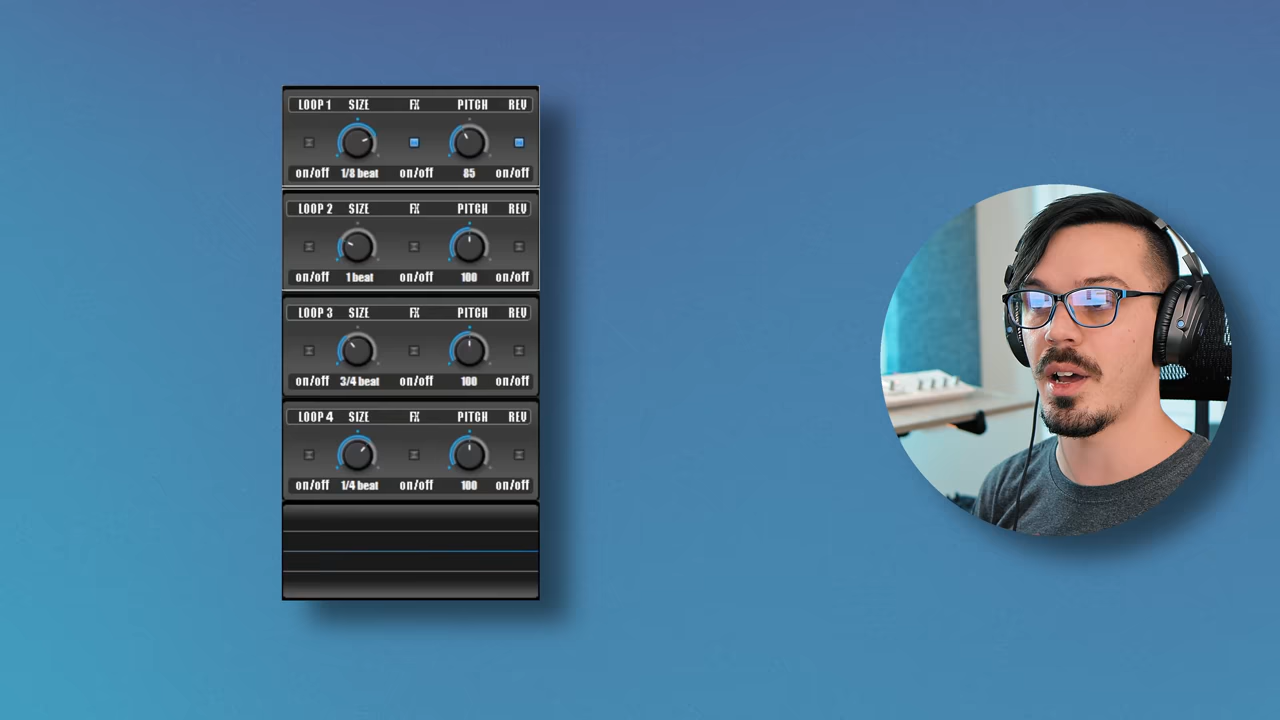 LOOP 1 SIZE FX PITCH REV
on/off 1/8 beat on/off 85 on/off
LOOP 2 SIZE FX PITCH REV
on/off 1 beat on/off 100 on/off
LOOP 3 SIZE FX PITCH REV
on/off 3/4 beat on/off 100 on/off
LOOP 4 SIZE FX PITCH REV
on/off 1/4 beat on/off 100 on/off